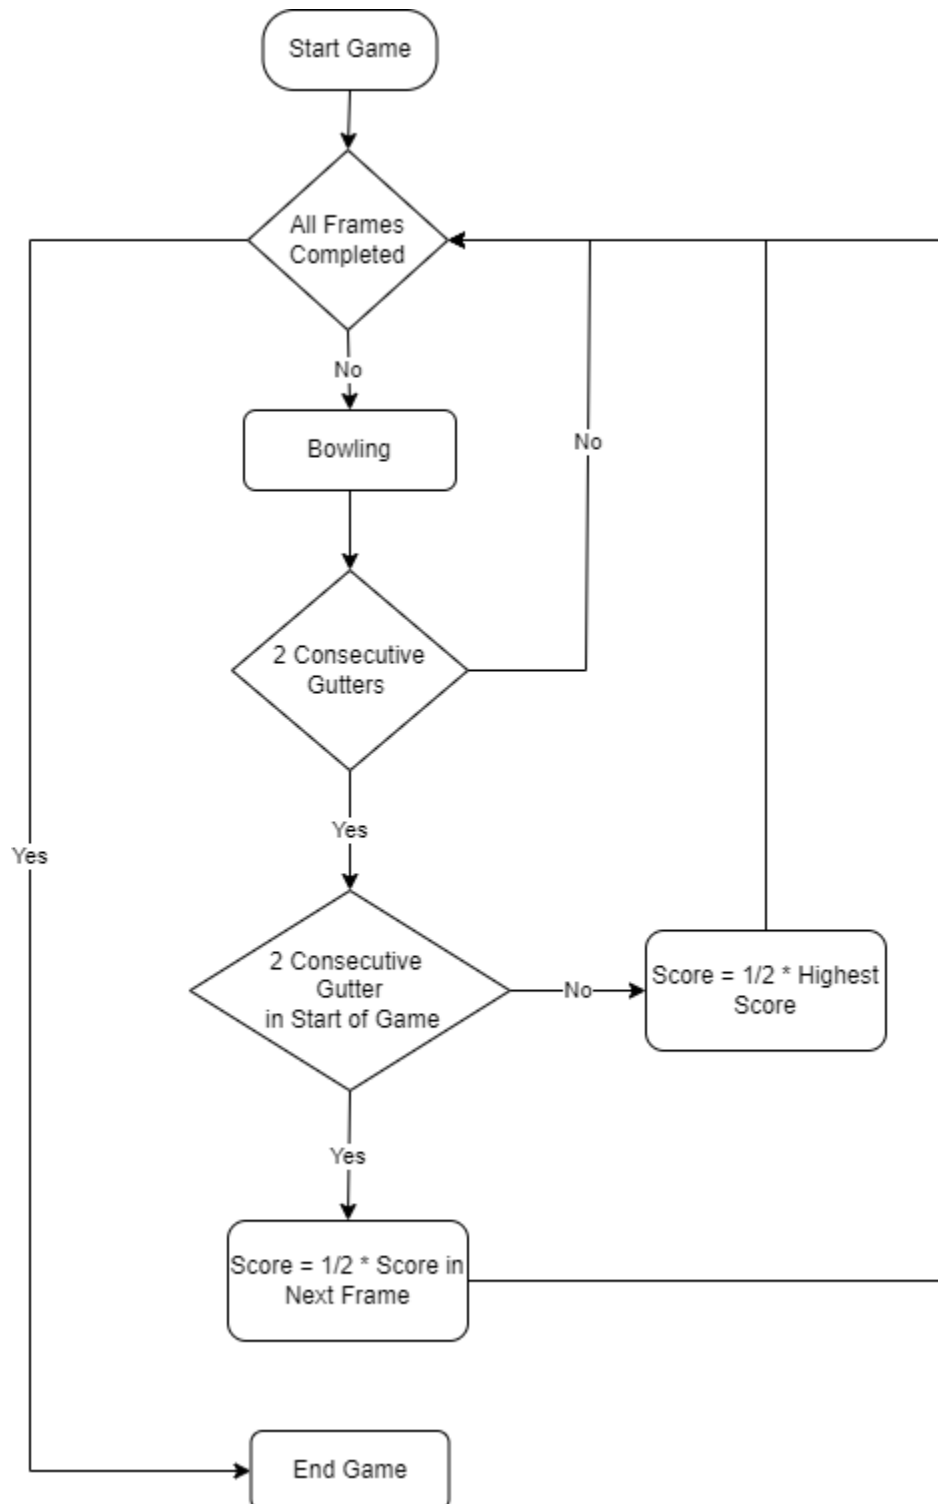 Start Game
All Frames
Completed
No
Bowling
No
2 Consecutive
Gutters
Yes
Yes
2 Consecutive
Gutter
in Start of Game
No
Score = 1/2 * Highest
Score
Yes
Score = 1/2 * Score in
Next Frame
End Game